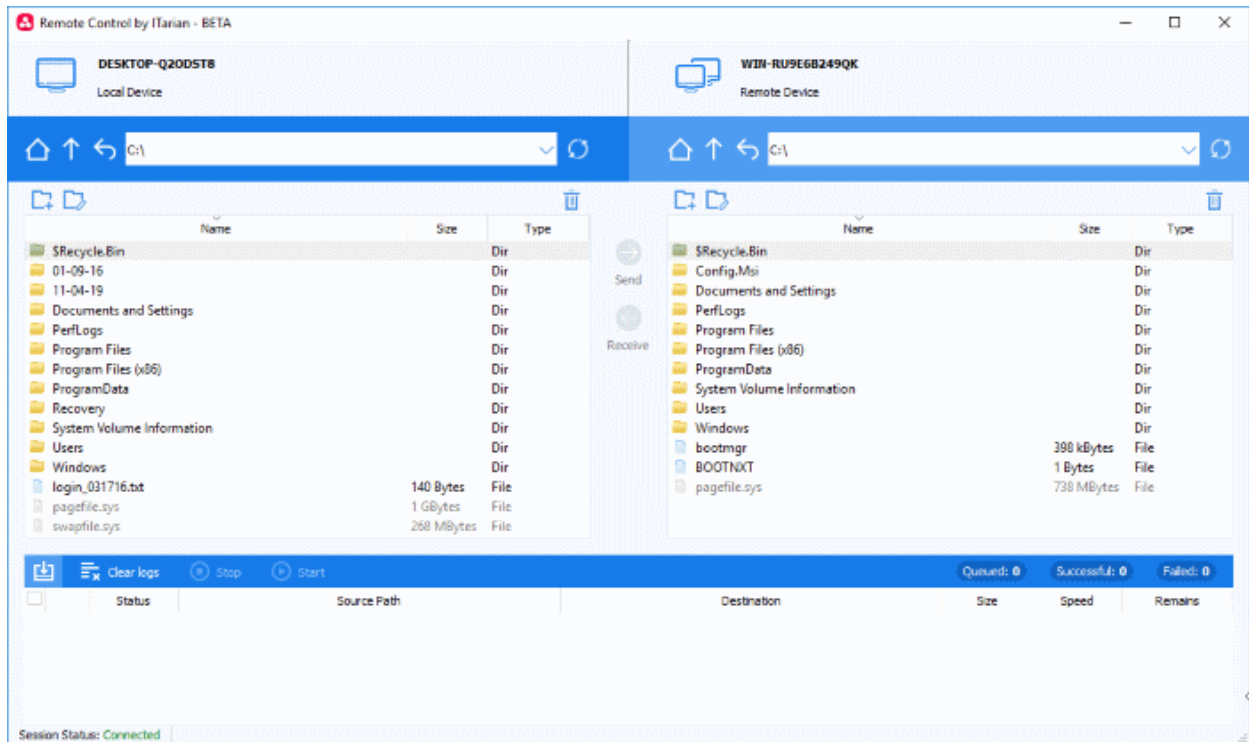 Remote Control by ITarian - BETA
DESKTOP-Q2ODST8
Local Device
WIN-RU9E6B249QK
Remote Device
C:\
C:\
Name Size Type
$Recycle.Bin Dir
01-09-16 Dir
11-04-19 Dir
Documents and Settings Dir
PerfLogs Dir
Program Files Dir
Program Files (x86) Dir
ProgramData Dir
Recovery Dir
System Volume Information Dir
Users Dir
Windows Dir
login_031716.txt 140 Bytes File
pagefile.sys 1 GBytes File
swapfile.sys 268 MBytes File
Send
Receive
Name Size Type
$Recycle.Bin Dir
Config.Msi Dir
Documents and Settings Dir
PerfLogs Dir
Program Files Dir
Program Files (x86) Dir
ProgramData Dir
System Volume Information Dir
Users Dir
Windows Dir
bootmgr 398 kBytes File
BOOTNXT 1 Bytes File
pagefile.sys 738 MBytes File
Clear logs Stop Start Queued: 0 Successful: 0 Failed: 0
Status Source Path Destination Size Speed Remains
Session Status: Connected